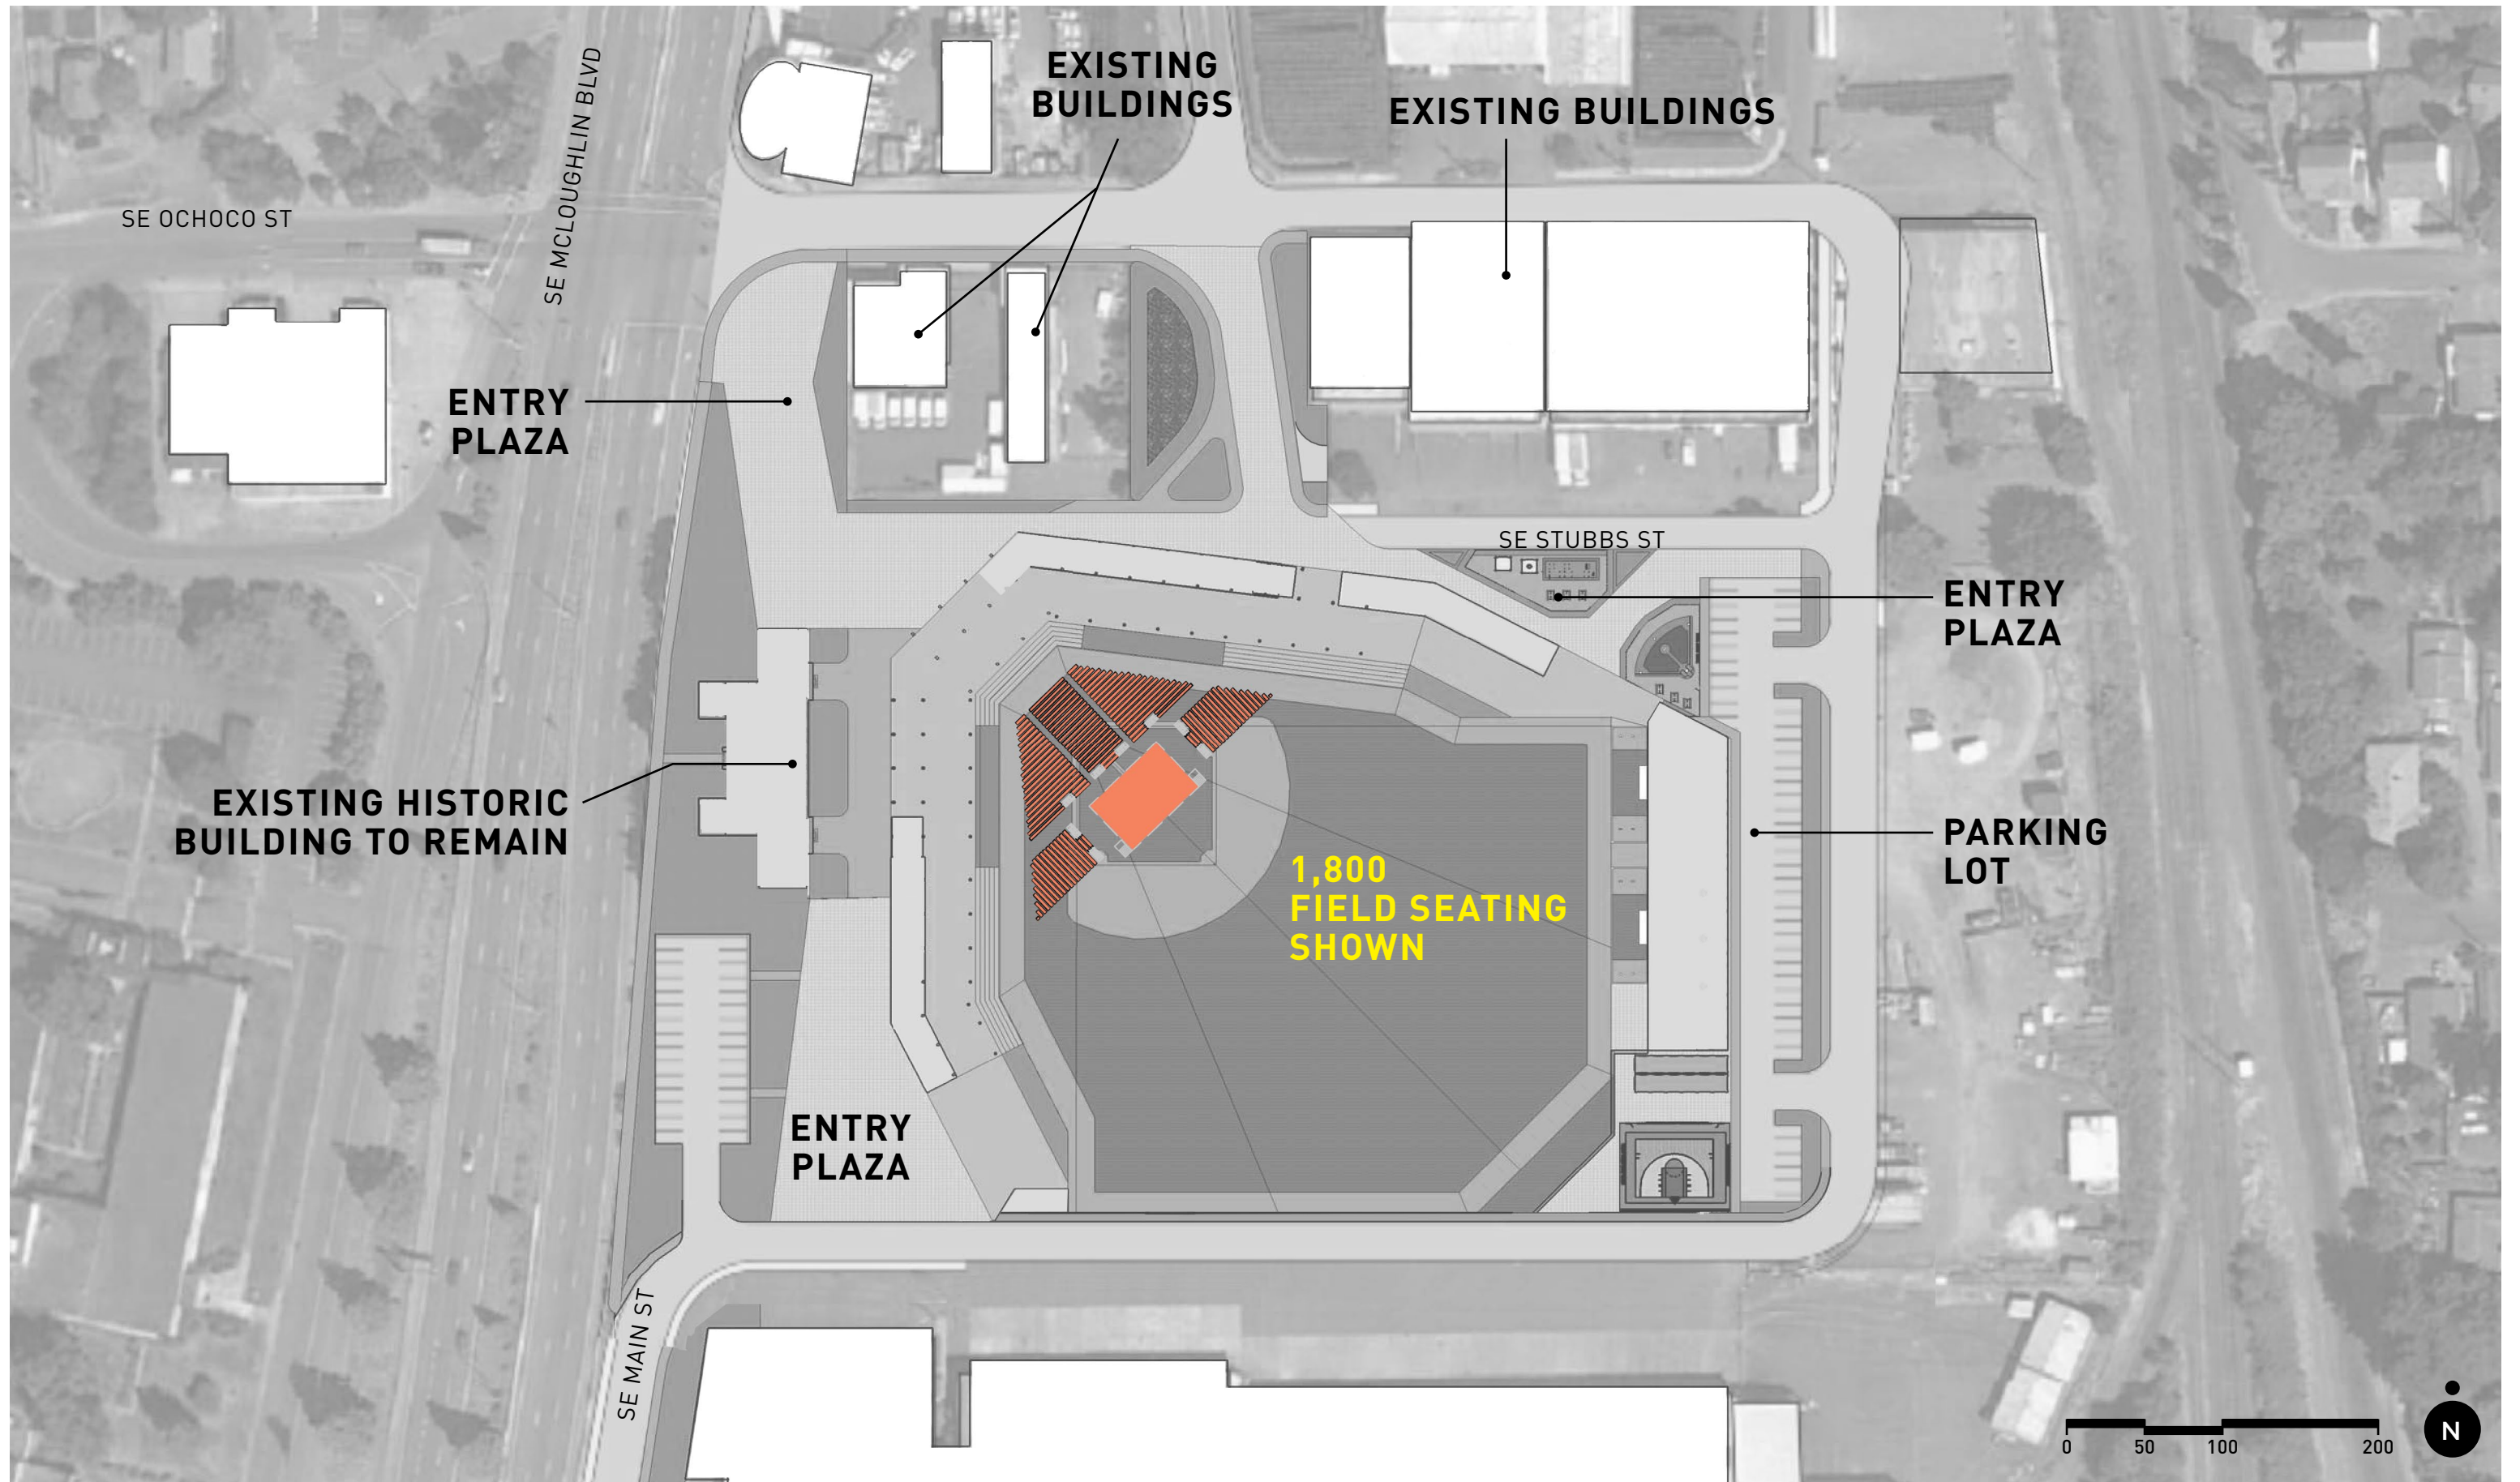 EXISTING
BUILDINGS
EXISTING BUILDINGS
SE MCLOUGHLIN BLVD
SE OCHOCO ST
ENTRY
PLAZA
SE STUBBS ST
ENTRY
PLAZA
EXISTING HISTORIC
BUILDING TO REMAIN
PARKING
LOT
1,800
FIELD SEATING
SHOWN
ENTRY
PLAZA
SE MAIN ST
0 50 100 200
N